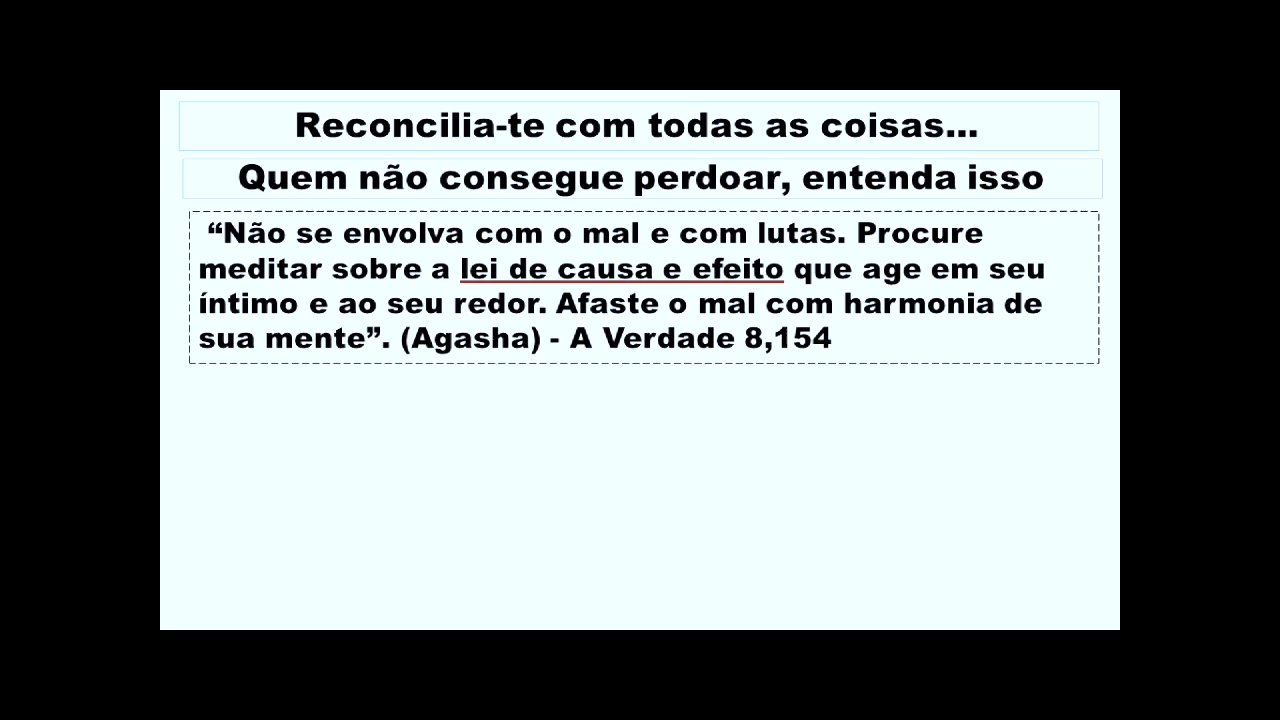 Reconcilia-te com todas as coisas...
Quem não consegue perdoar, entenda isso
“Não se envolva com o mal e com lutas. Procure
meditar sobre a lei de causa e efeito que age em seu
íntimo e ao seu redor. Afaste o mal com harmonia de
sua mente”. (Agasha) - A Verdade 8,154